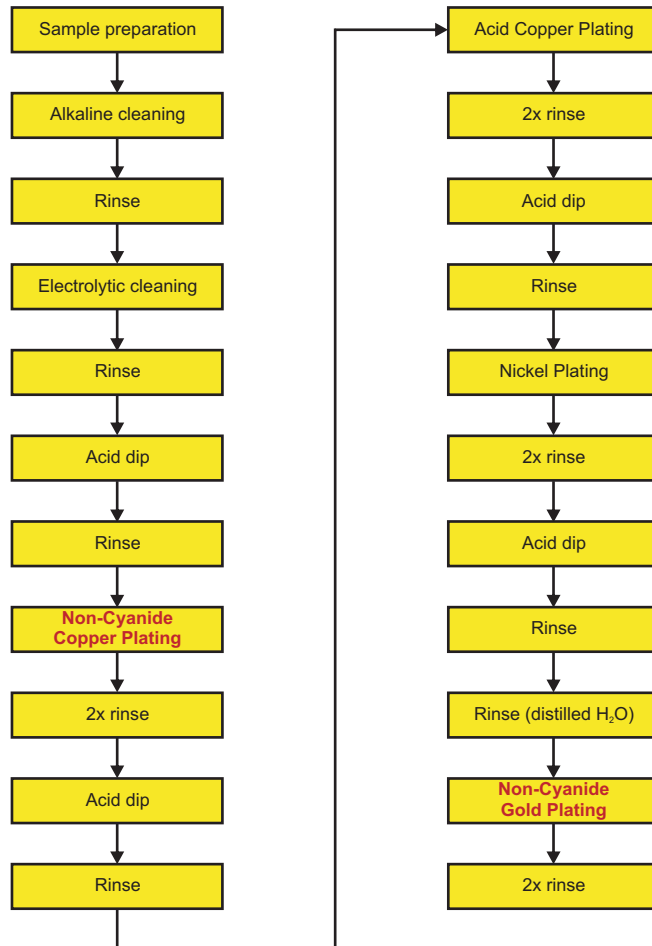 Sample preparation
Alkaline cleaning
Rinse
Electrolytic cleaning
Rinse
Acid dip
Rinse
Non-Cyanide
Copper Plating
2x rinse
Acid dip
Rinse
Acid Copper Plating
2x rinse
Acid dip
Rinse
Nickel Plating
2x rinse
Acid dip
Rinse
Rinse (distilled H₂O)
Non-Cyanide
Gold Plating
2x rinse